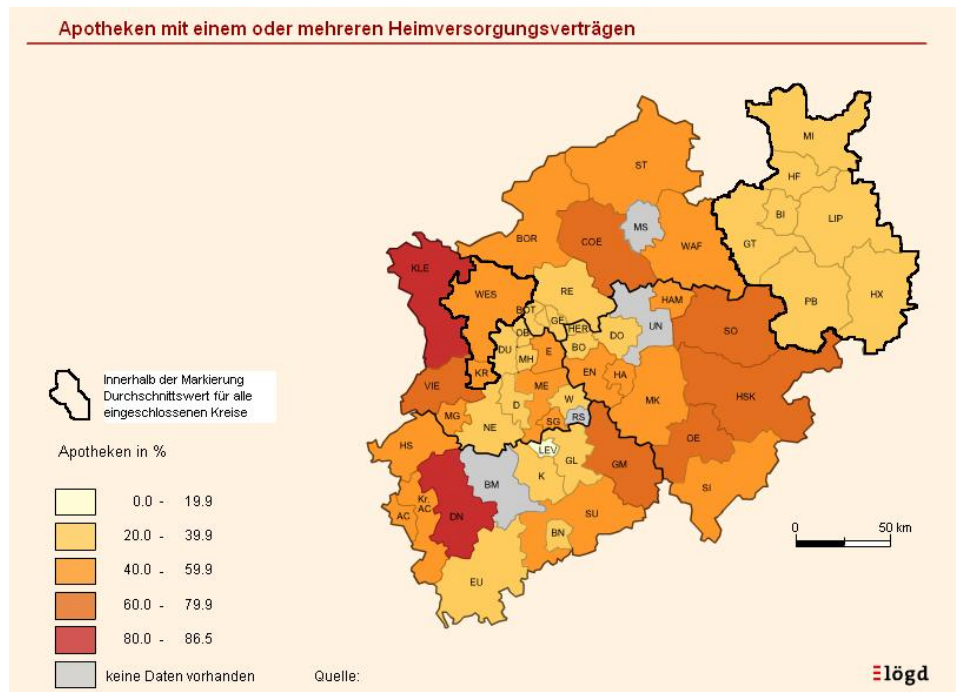 Apotheken mit einem oder mehreren Heimversorgungsverträgen
MI
ST
HF
BI
LIP
MS
BOR
COE
WAF
GT
KLE
WES
RE
PB
HX
BOT
GE
HAM
OB
HER
DO
UN
SO
DU
BO
MH
E
VIE
KR
EN
HA
ME
MK
HSK
MG
D
W
NE
SG
RS
OE
HS
LEV
GL
GM
K
BM
SI
Kr.
AC
AC
DN
SU
BN
EU
Innerhalb der Markierung
Durchschnittswert für alle
eingeschlossenen Kreise
Apotheken in %
0.0 - 19.9
20.0 - 39.9
40.0 - 59.9
60.0 - 79.9
80.0 - 86.5
keine Daten vorhanden
Quelle:
0 50 km
lögd